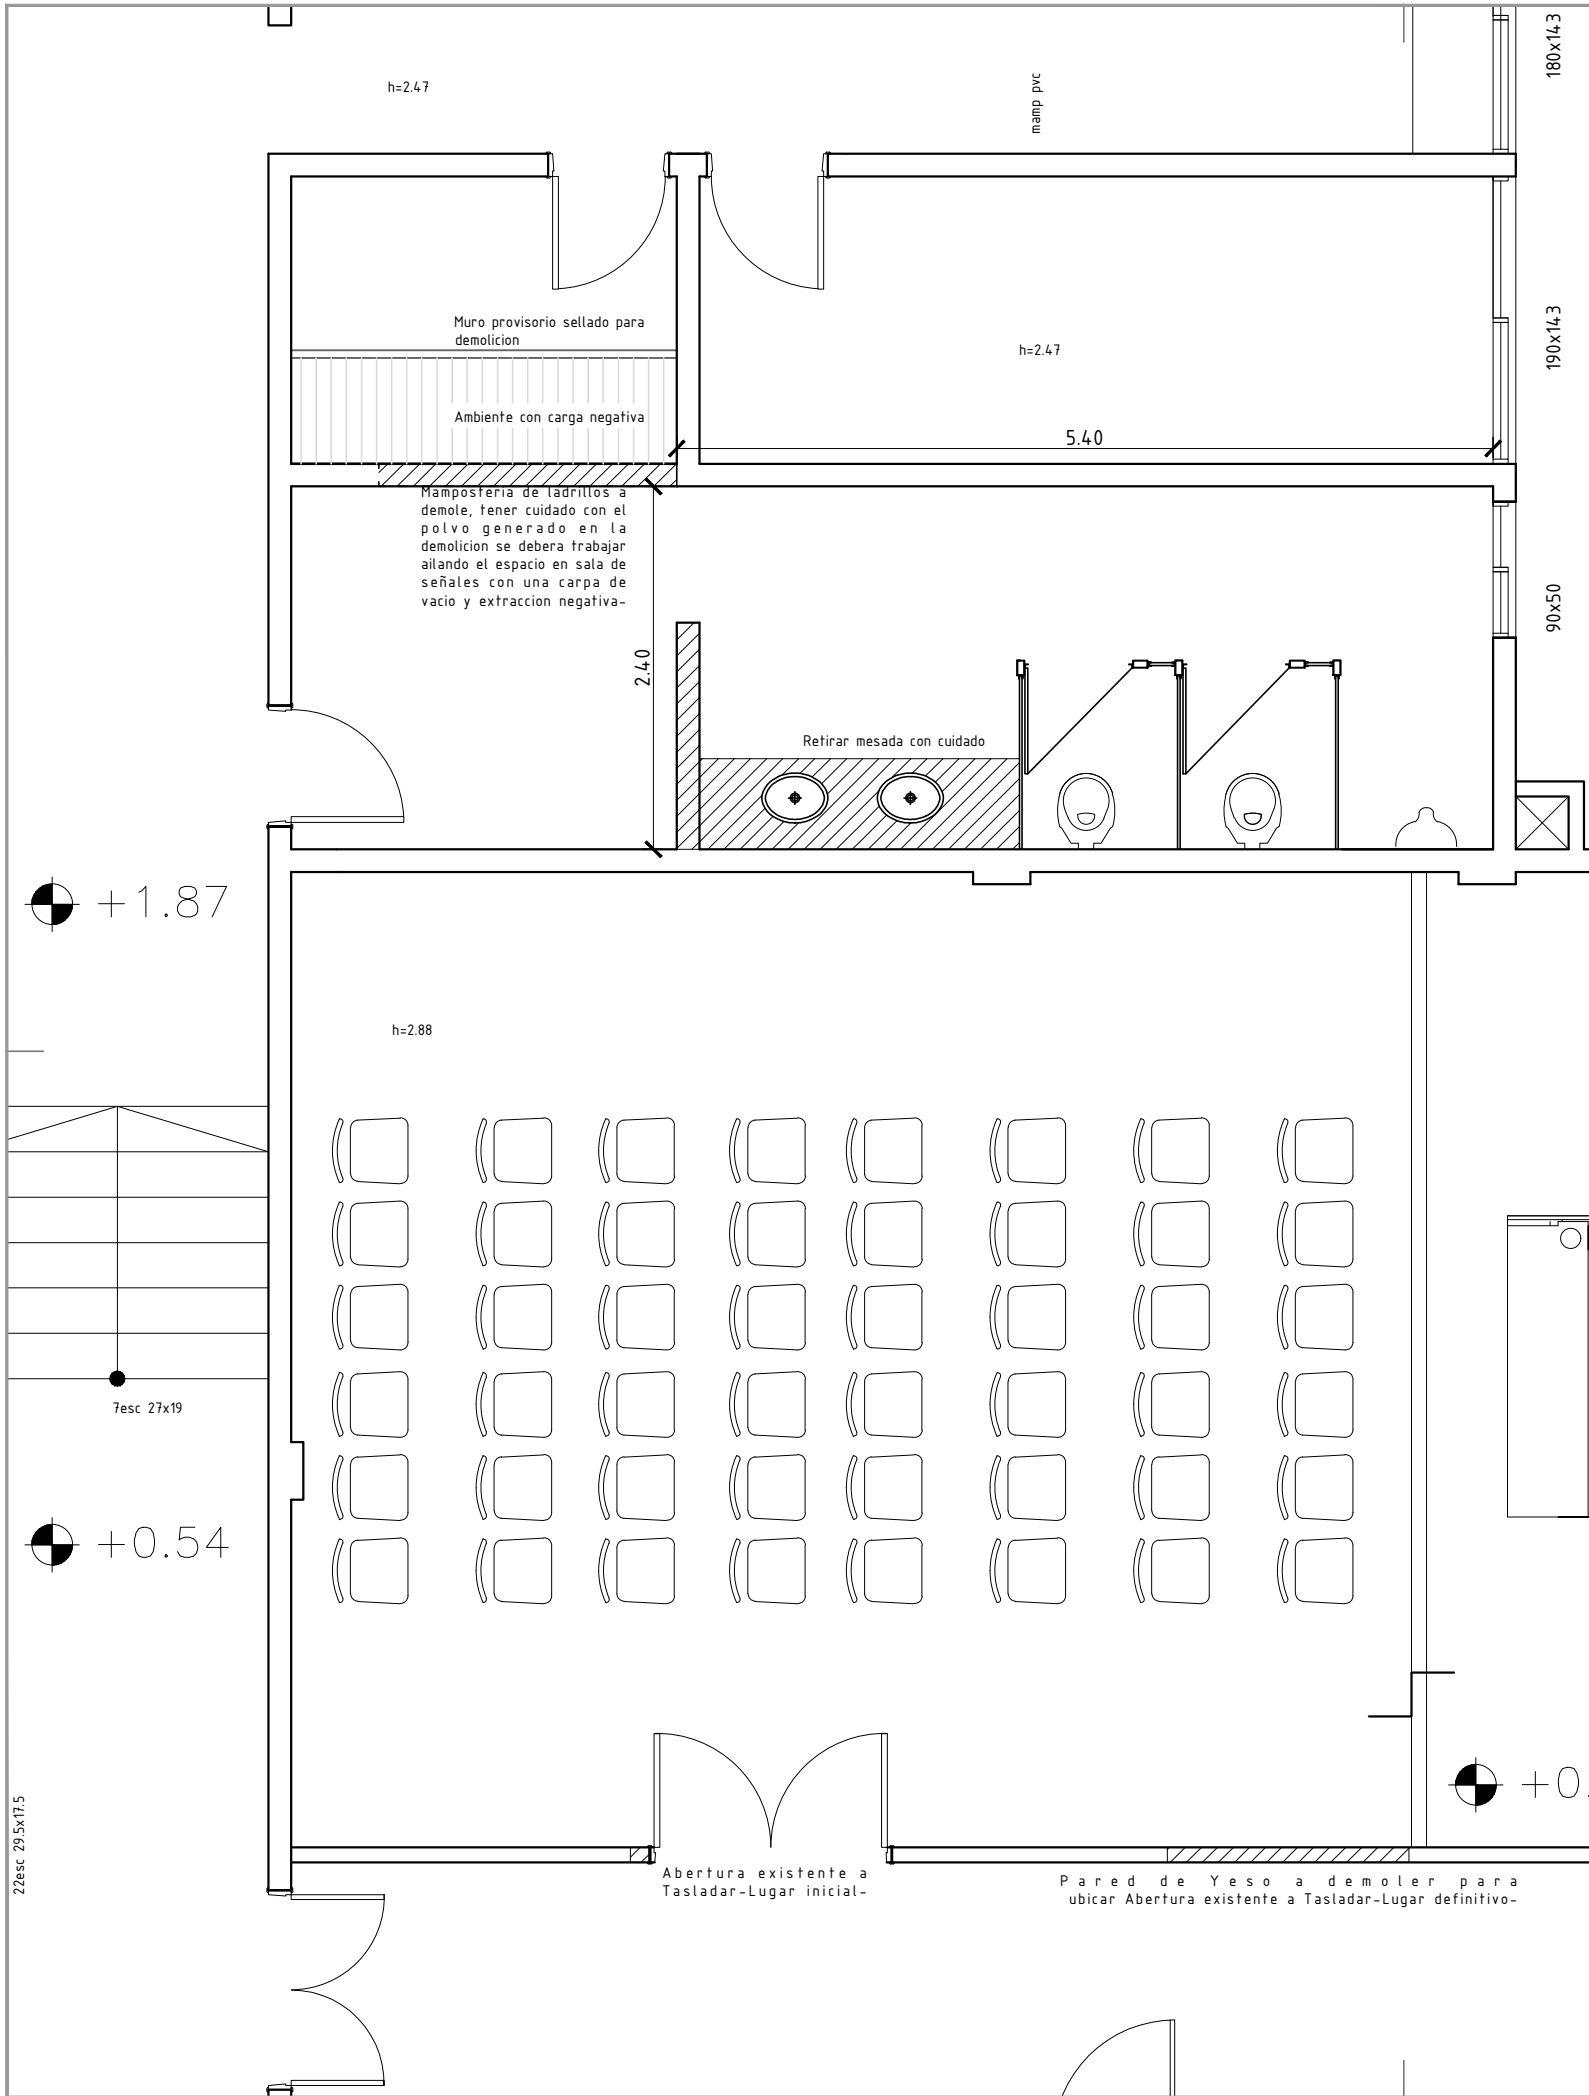 180x143
h=2.47
mamp pvc
Muro provisorio sellado para
demolicion
190x143
h=2.47
Ambiente con carga negativa
5.40
Mamposteria de ladrillos a
demole, tener cuidado con el
polvo generado en la
demolicion se debera trabajar
ailando el espacio en sala de
señales con una carpa de
vacio y extraccion negativa-
90x50
2.40
Retirar mesada con cuidado
+1.87
h=2.88
7esc 27x19
+0.54
+0.
22esc 29.5x17.5
Abertura existente a
Tasladar-Lugar inicial-
Pared de Yeso a demoler para
ubicar Abertura existente a Tasladar-Lugar definitivo-